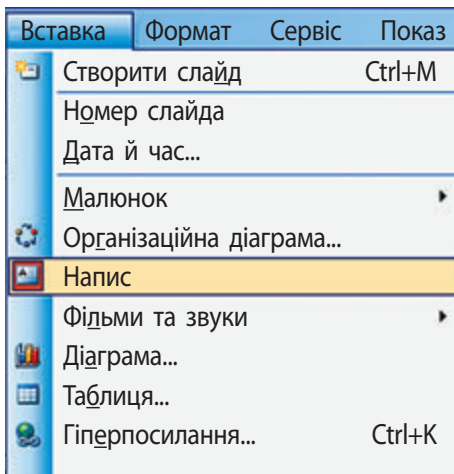 Вставка Формат Сервіс Показ
Створити слайд Ctrl+M
Номер слайда
Дата й час...
Малюнок
Організаційна діаграма...
Напис
Фільми та звуки
Діаграма...
Таблиця...
Гіперпосилання... Ctrl+K